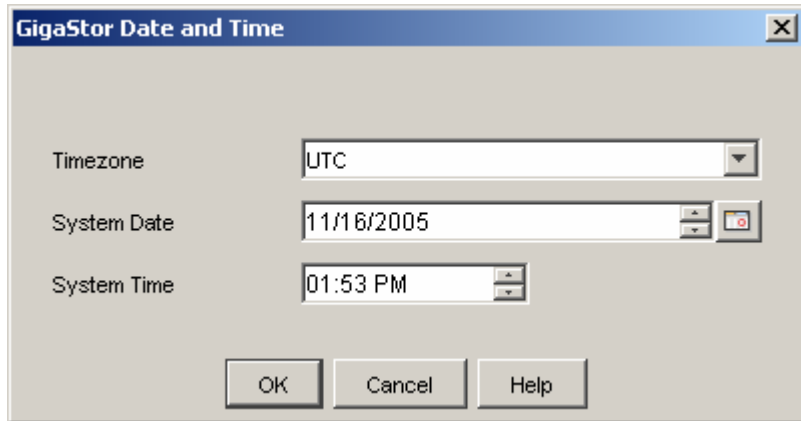 GigaStor Date and Time
Timezone UTC
System Date 11/16/2005
System Time 01:53 PM
OK Cancel Help